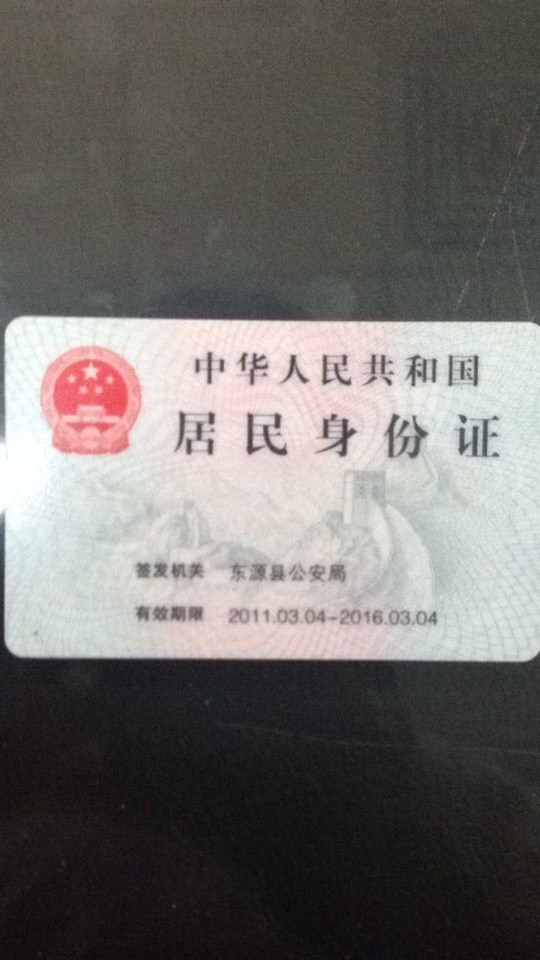 中华人民共和国
居民身份证
签发机关 东源县公安局
有效期限 2011.03.04-2016.03.04